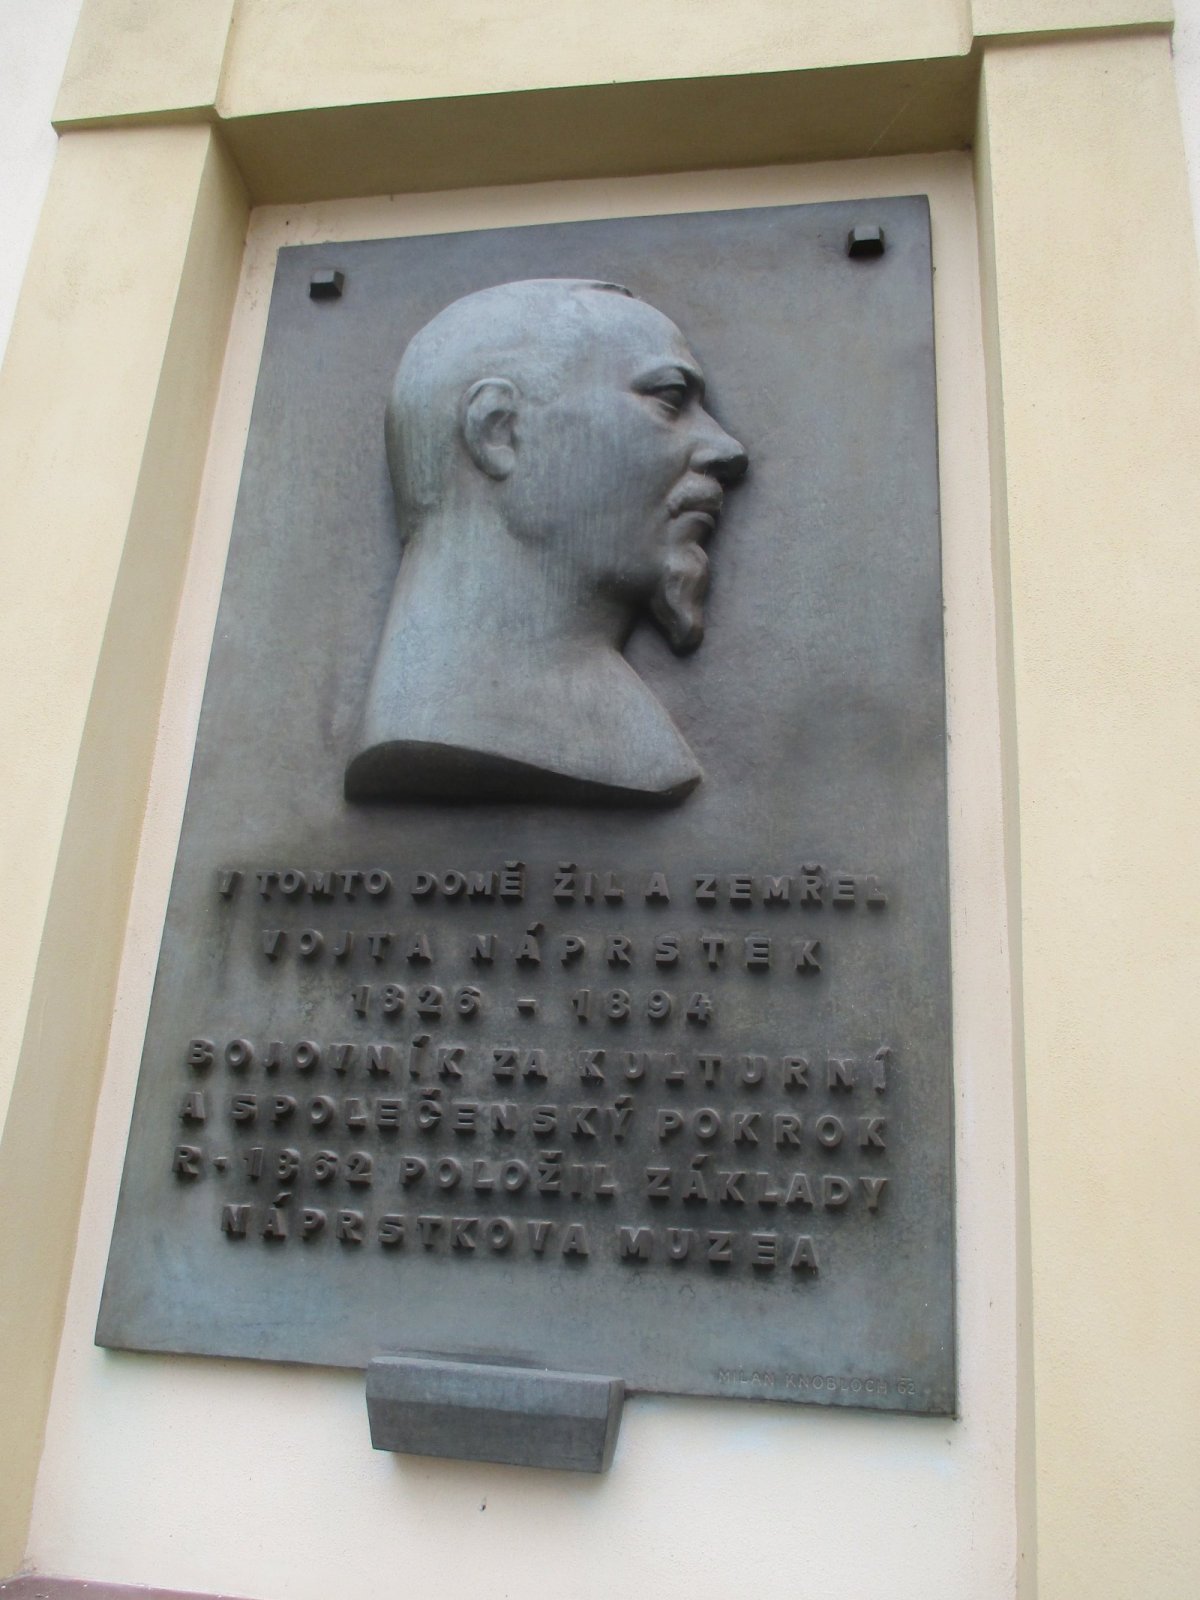 V TOMTO DOMĚ ŽIL A ZEMŘEL
VOJTA NÁPRSTEK
1826 - 1894
BOJOVNÍK ZA KULTURNÍ
A SPOLEČENSKÝ POKROK
R. 1862 POLOŽIL ZÁKLADY
NÁPRSTKOVA MUZEA
MILAN KNOBLOCH 62